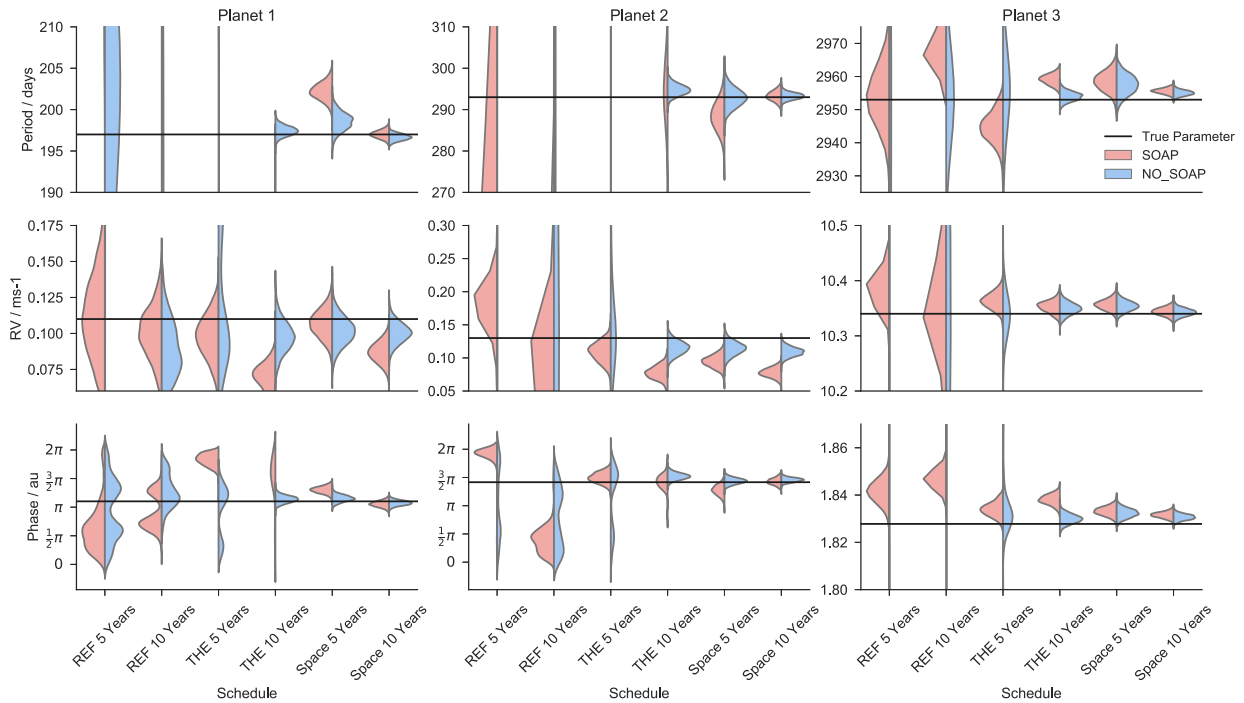 Planet 1
Planet 2
Planet 3
Period / days
210
205
200
195
190
310
300
290
280
270
2970
2960
2950
2940
2930
True Parameter
SOAP
NO_SOAP
RV / ms-1
0.175
0.150
0.125
0.100
0.075
0.30
0.25
0.20
0.15
0.10
0.05
10.5
10.4
10.3
10.2
Phase / au
2π
3/2 π
π
1/2 π
0
2π
3/2 π
π
1/2 π
0
1.86
1.84
1.82
1.80
REF 5 Years
REF 10 Years
THE 5 Years
THE 10 Years
Space 5 Years
Space 10 Years
REF 5 Years
REF 10 Years
THE 5 Years
THE 10 Years
Space 5 Years
Space 10 Years
REF 5 Years
REF 10 Years
THE 5 Years
THE 10 Years
Space 5 Years
Space 10 Years
Schedule
Schedule
Schedule